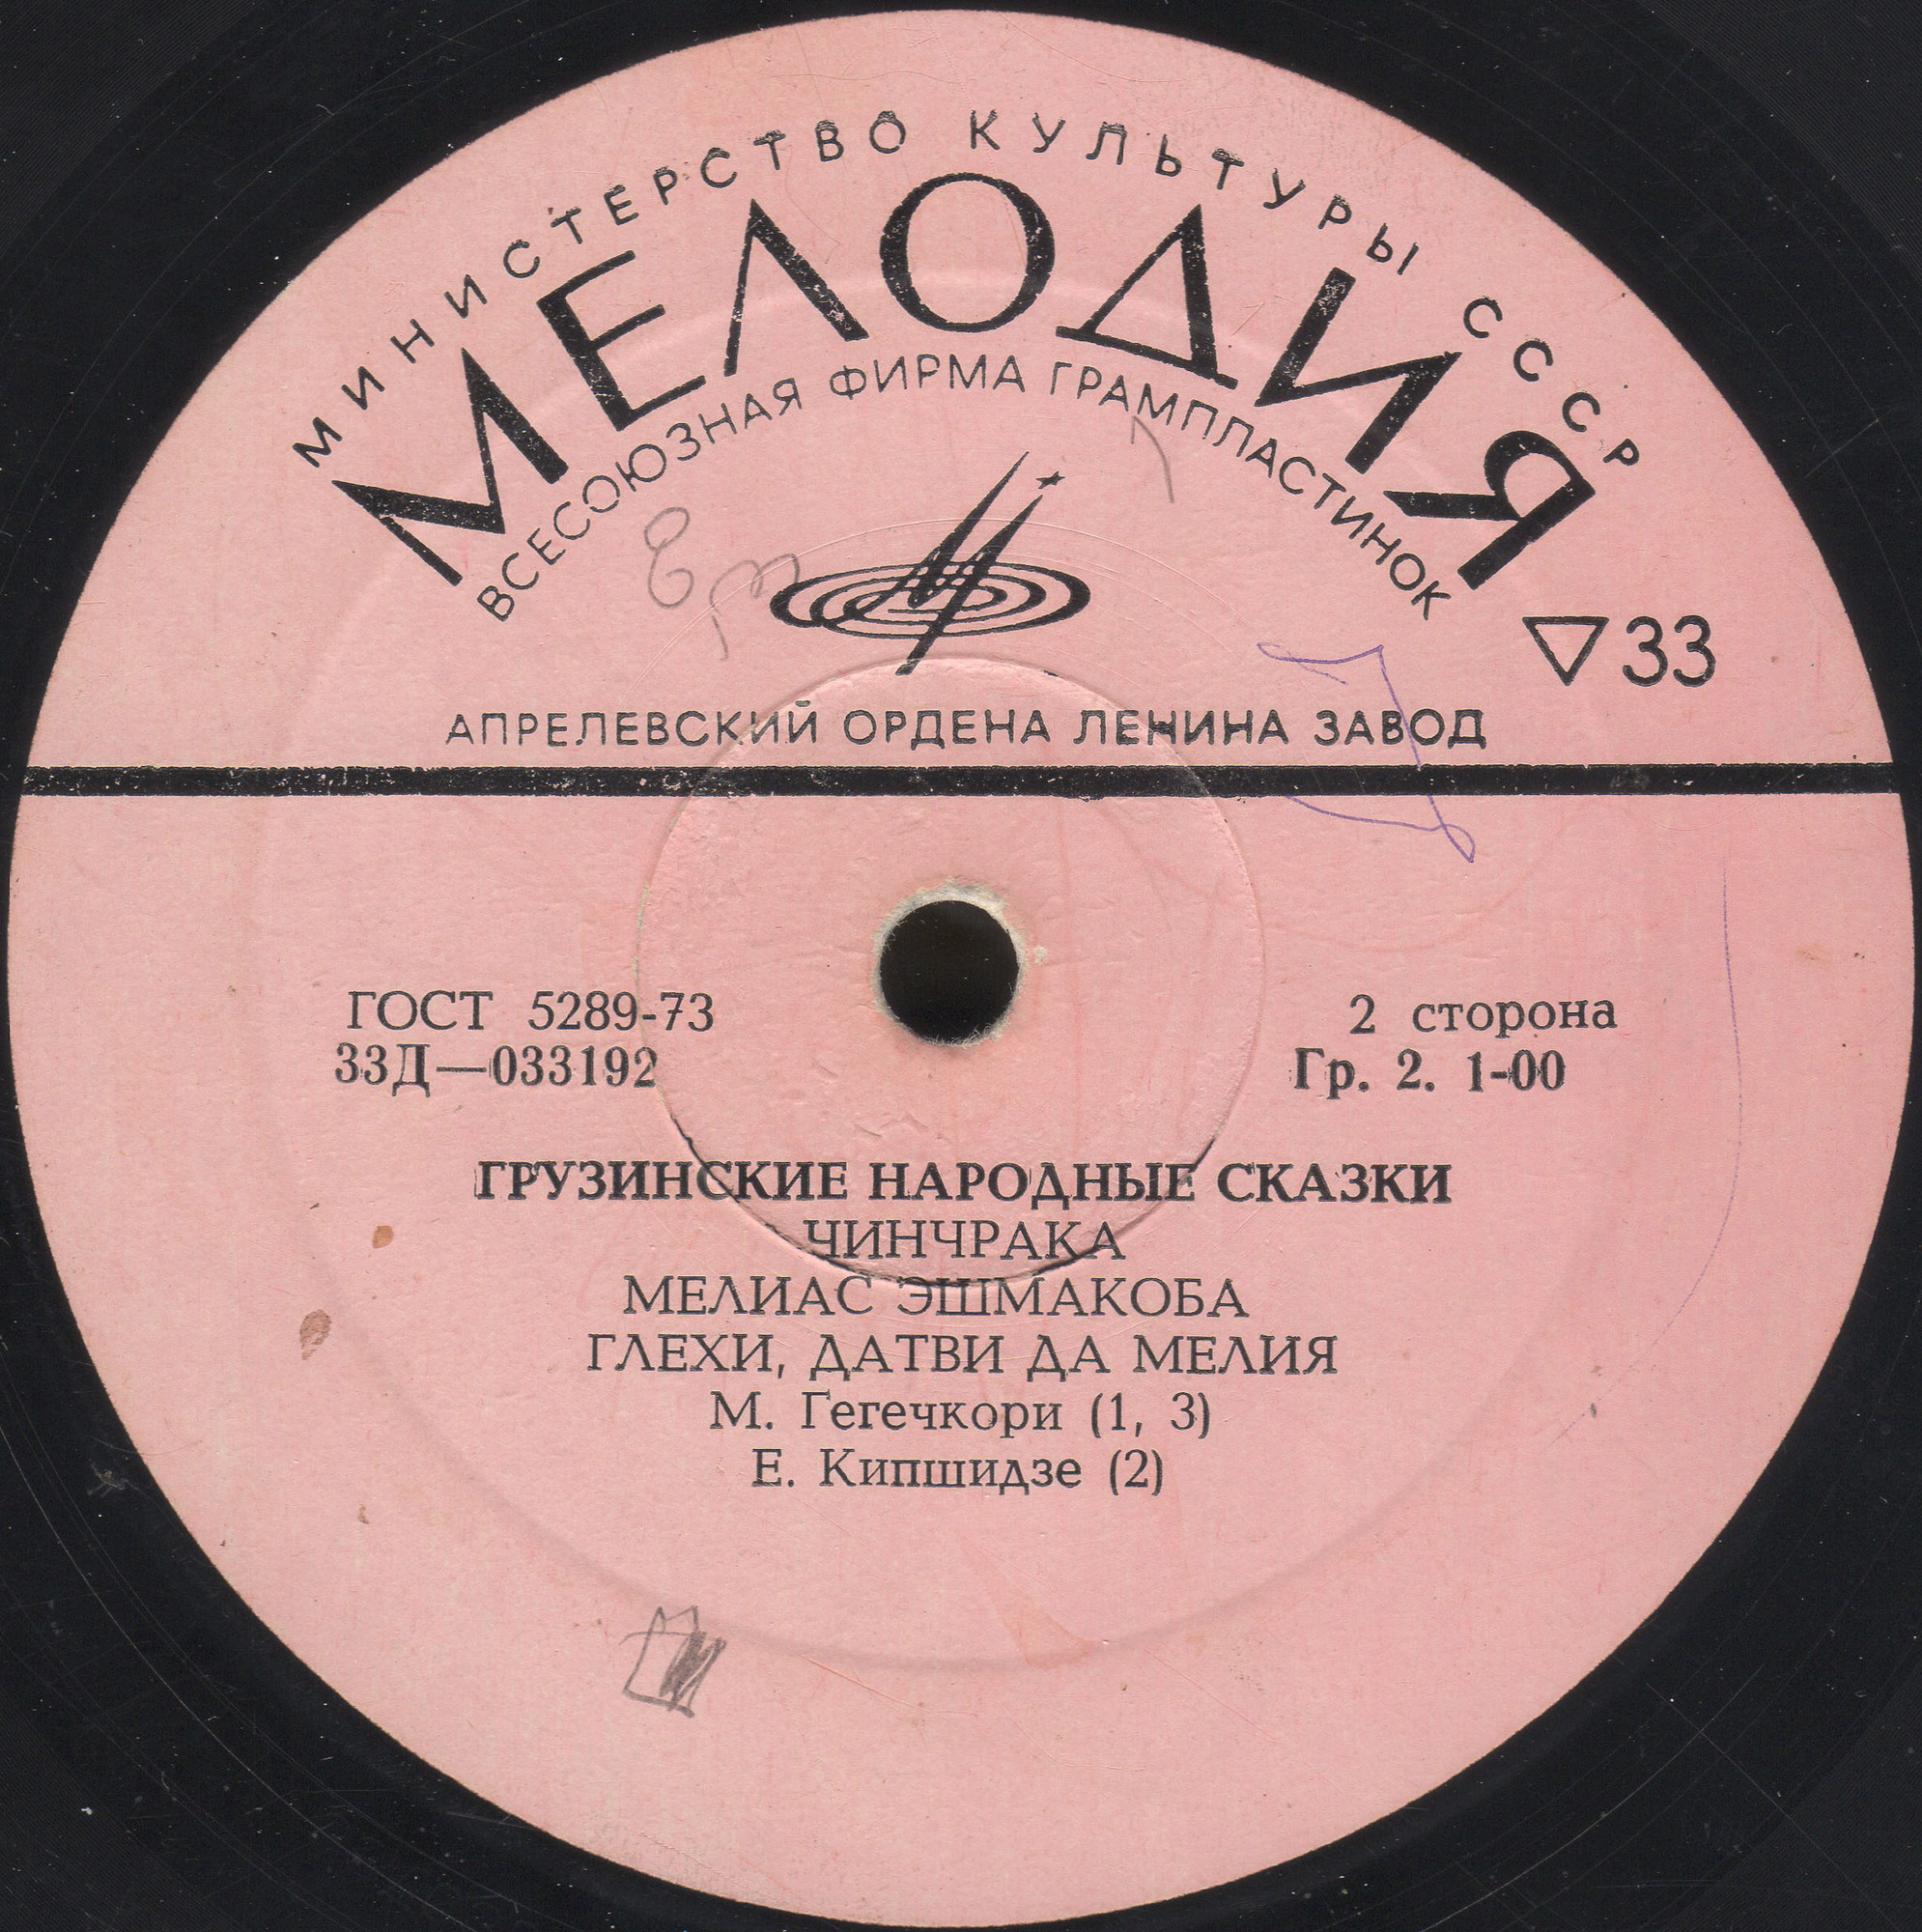 МИНИСТЕРСТВО КУЛЬТУРЫ СССР
МЕЛОДИЯ
ВСЕСОЮЗНАЯ ФИРМА ГРАМПЛАСТИНОК
33
АПРЕЛЕВСКИЙ ОРДЕНА ЛЕНИНА ЗАВОД
ГОСТ 5289-73
2 сторона
33Д—033192
Гр. 2. 1-00
ГРУЗИНСКИЕ НАРОДНЫЕ СКАЗКИ
ЧИНЧРАКА
МЕЛИАС ЭШМАКОБА
ГЛЕХИ, ДАТВИ ДА МЕЛИЯ
М. Гегечкори (1, 3)
Е. Кипшидзе (2)